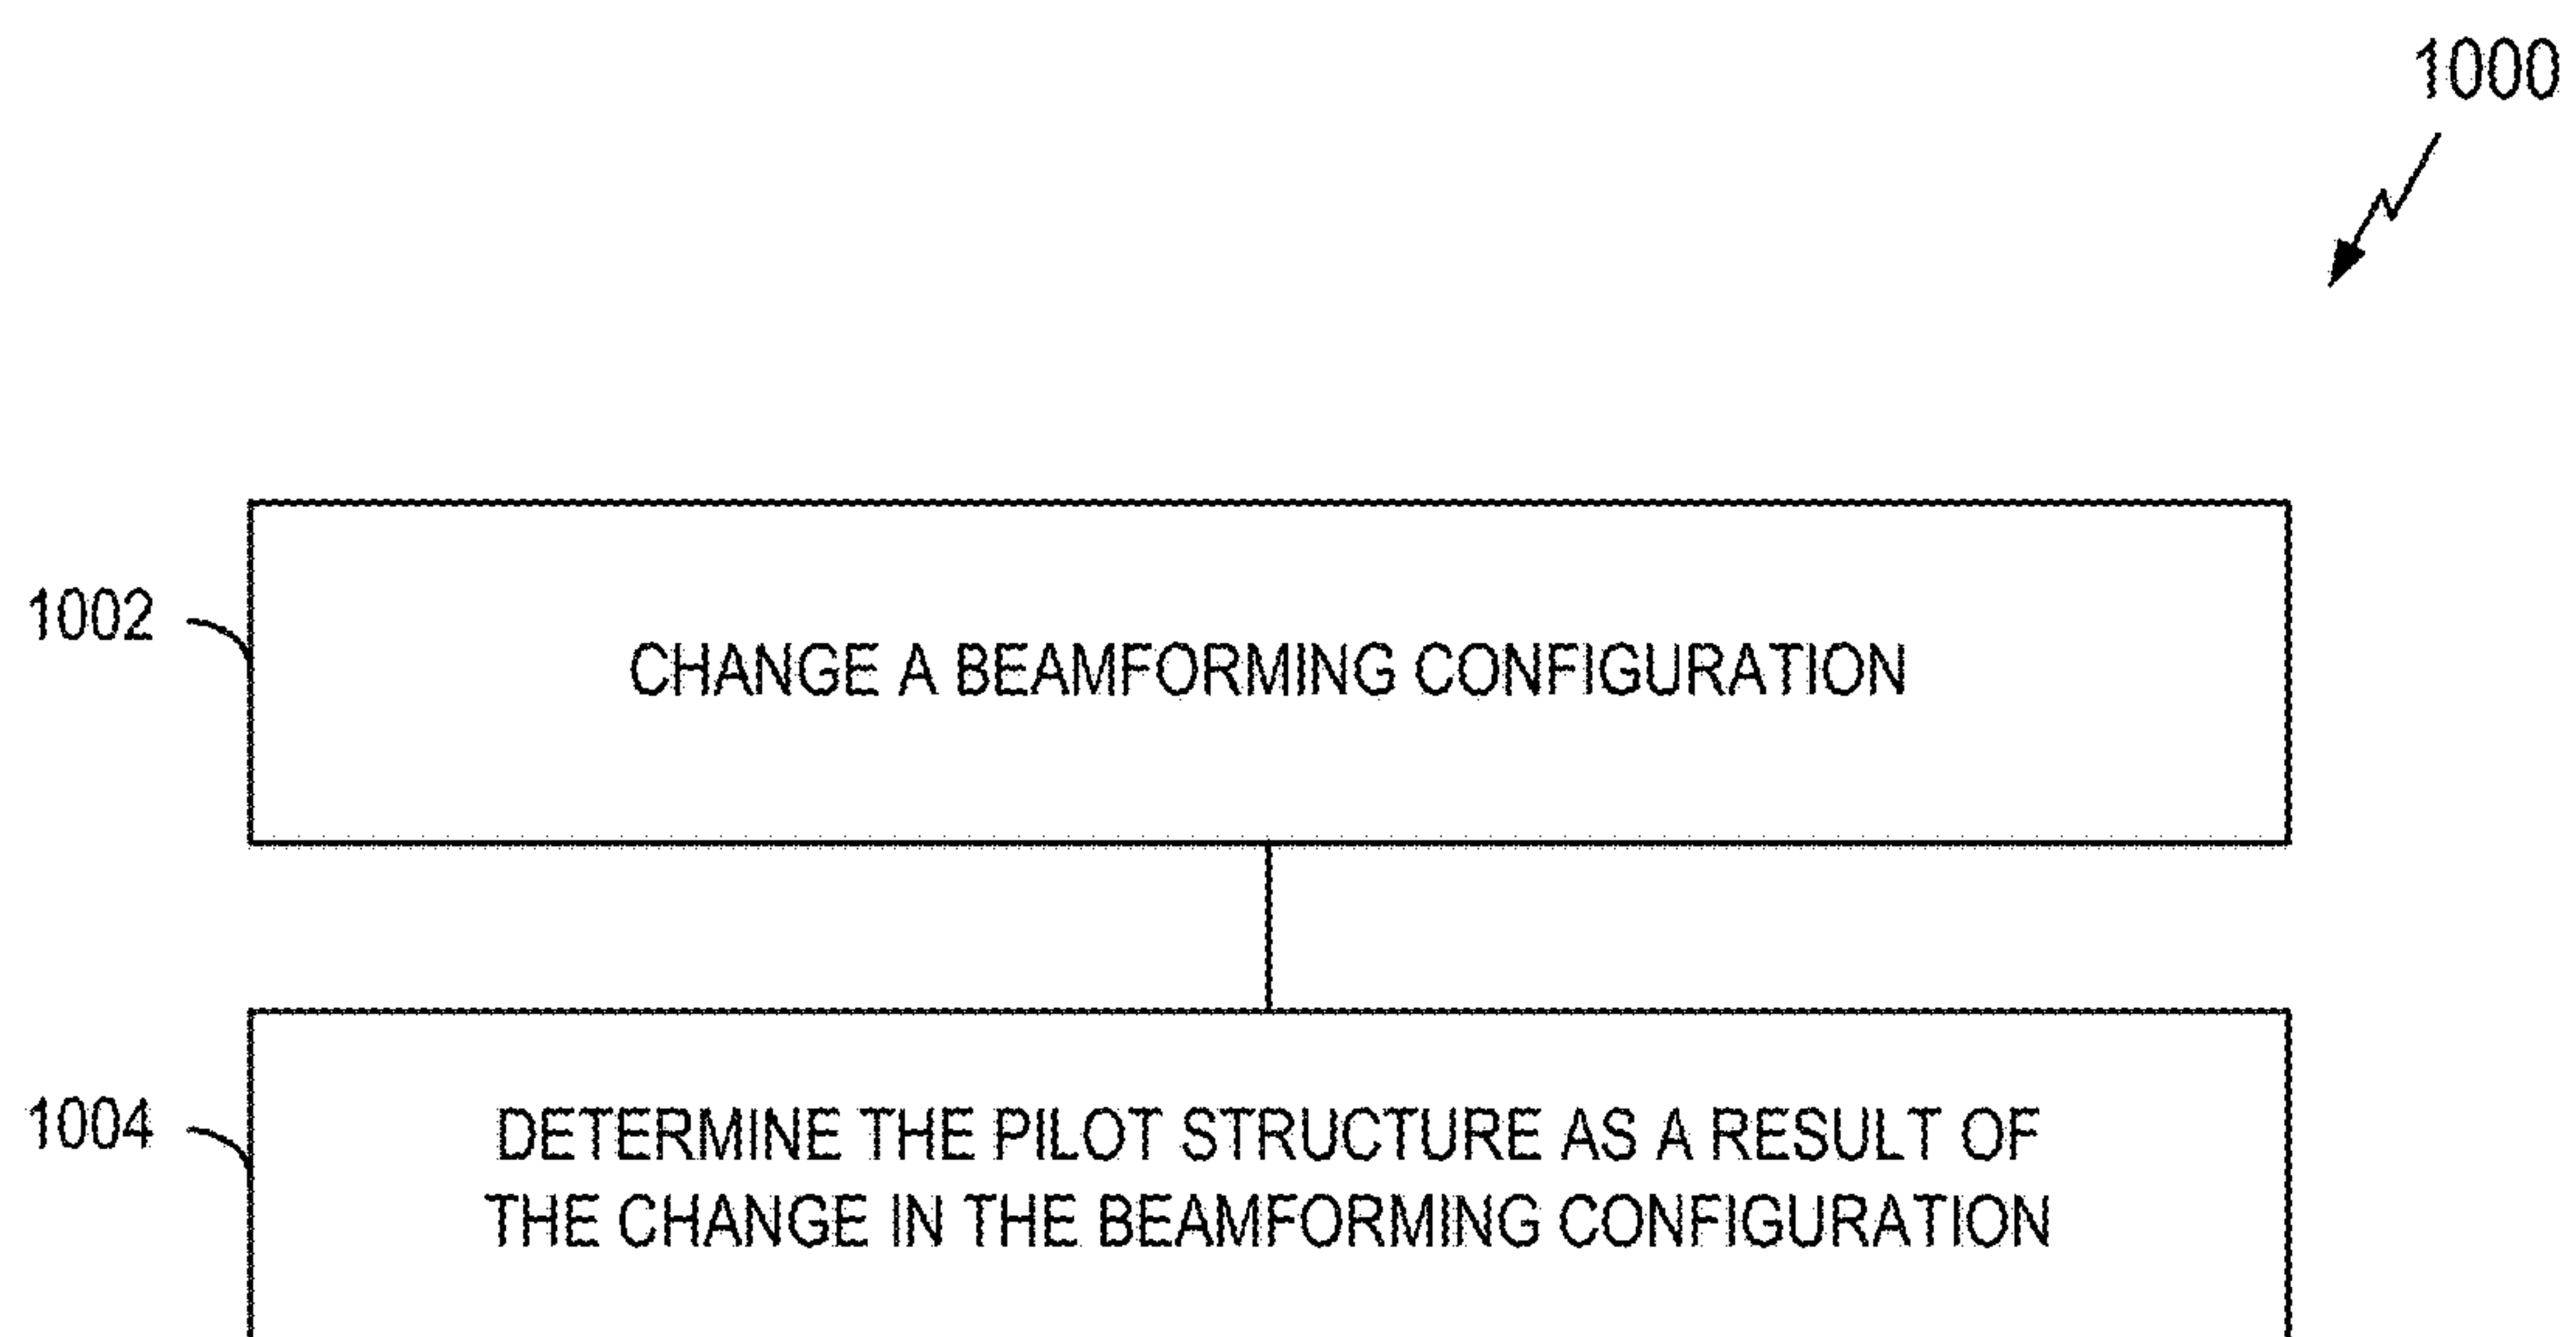 1000
1002
CHANGE A BEAMFORMING CONFIGURATION
1004
DETERMINE THE PILOT STRUCTURE AS A RESULT OF
THE CHANGE IN THE BEAMFORMING CONFIGURATION